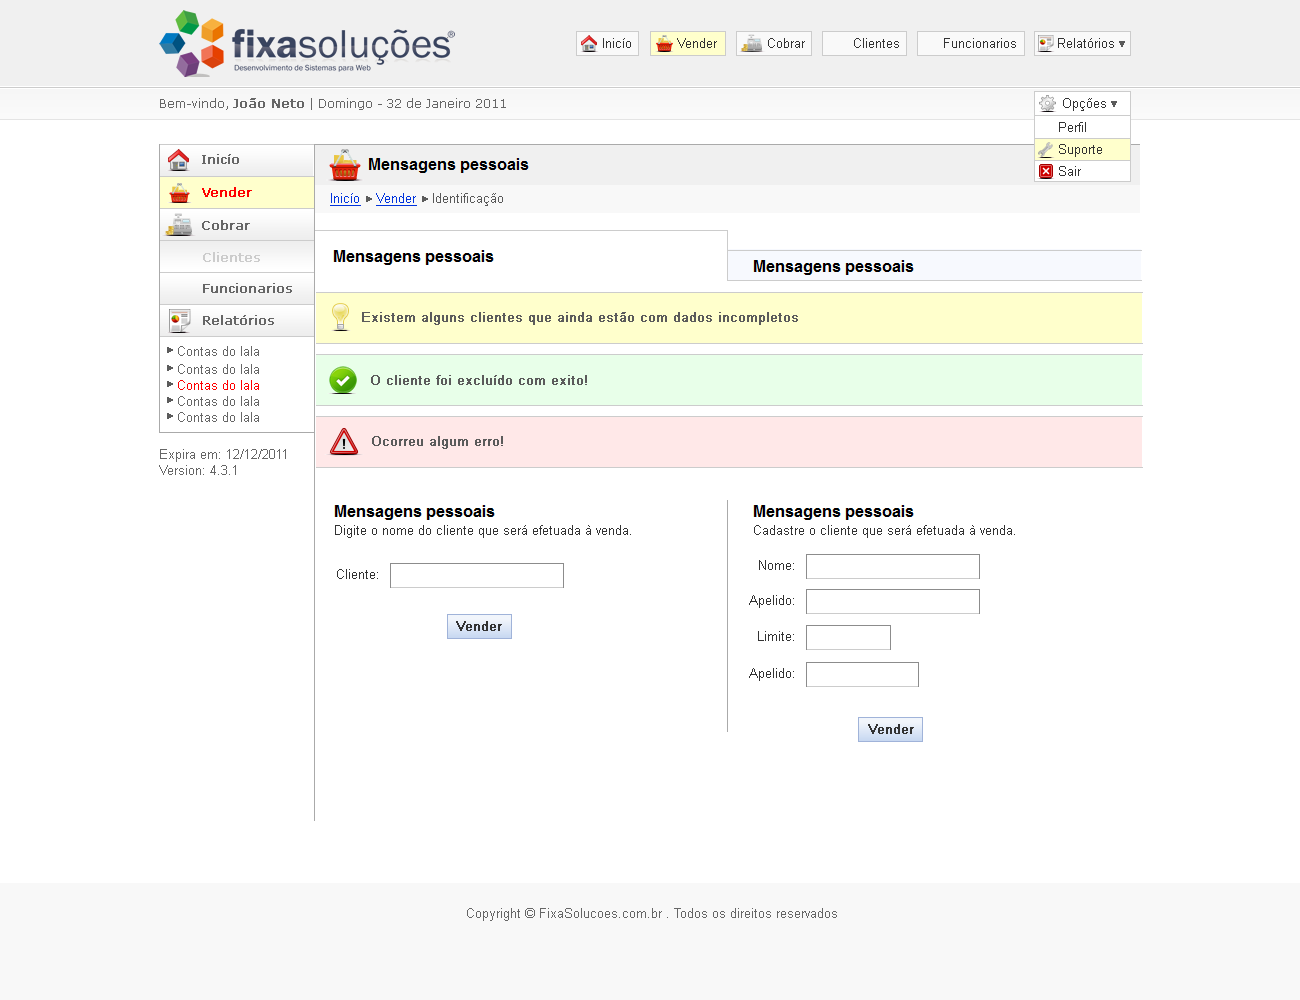 fixasoluções®
Desenvolvimento de Sistemas para Web
Inicío Vender Cobrar Clientes Funcionarios Relatórios ▾
Bem-vindo, João Neto | Domingo - 32 de Janeiro 2011
Opções ▾
Perfil
Suporte
Sair
Inicío
Vender
Cobrar
Clientes
Funcionarios
Relatórios
Contas do lala
Contas do lala
Contas do lala
Contas do lala
Contas do lala
Expira em: 12/12/2011
Version: 4.3.1
Mensagens pessoais
Inicío ▸ Vender ▸ Identificação
Mensagens pessoais
Mensagens pessoais
Existem alguns clientes que ainda estão com dados incompletos
O cliente foi excluído com exito!
Ocorreu algum erro!
Mensagens pessoais
Digite o nome do cliente que será efetuada à venda.
Cliente:
Vender
Mensagens pessoais
Cadastre o cliente que será efetuada à venda.
Nome:
Apelido:
Limite:
Apelido:
Vender
Copyright © FixaSolucoes.com.br . Todos os direitos reservados